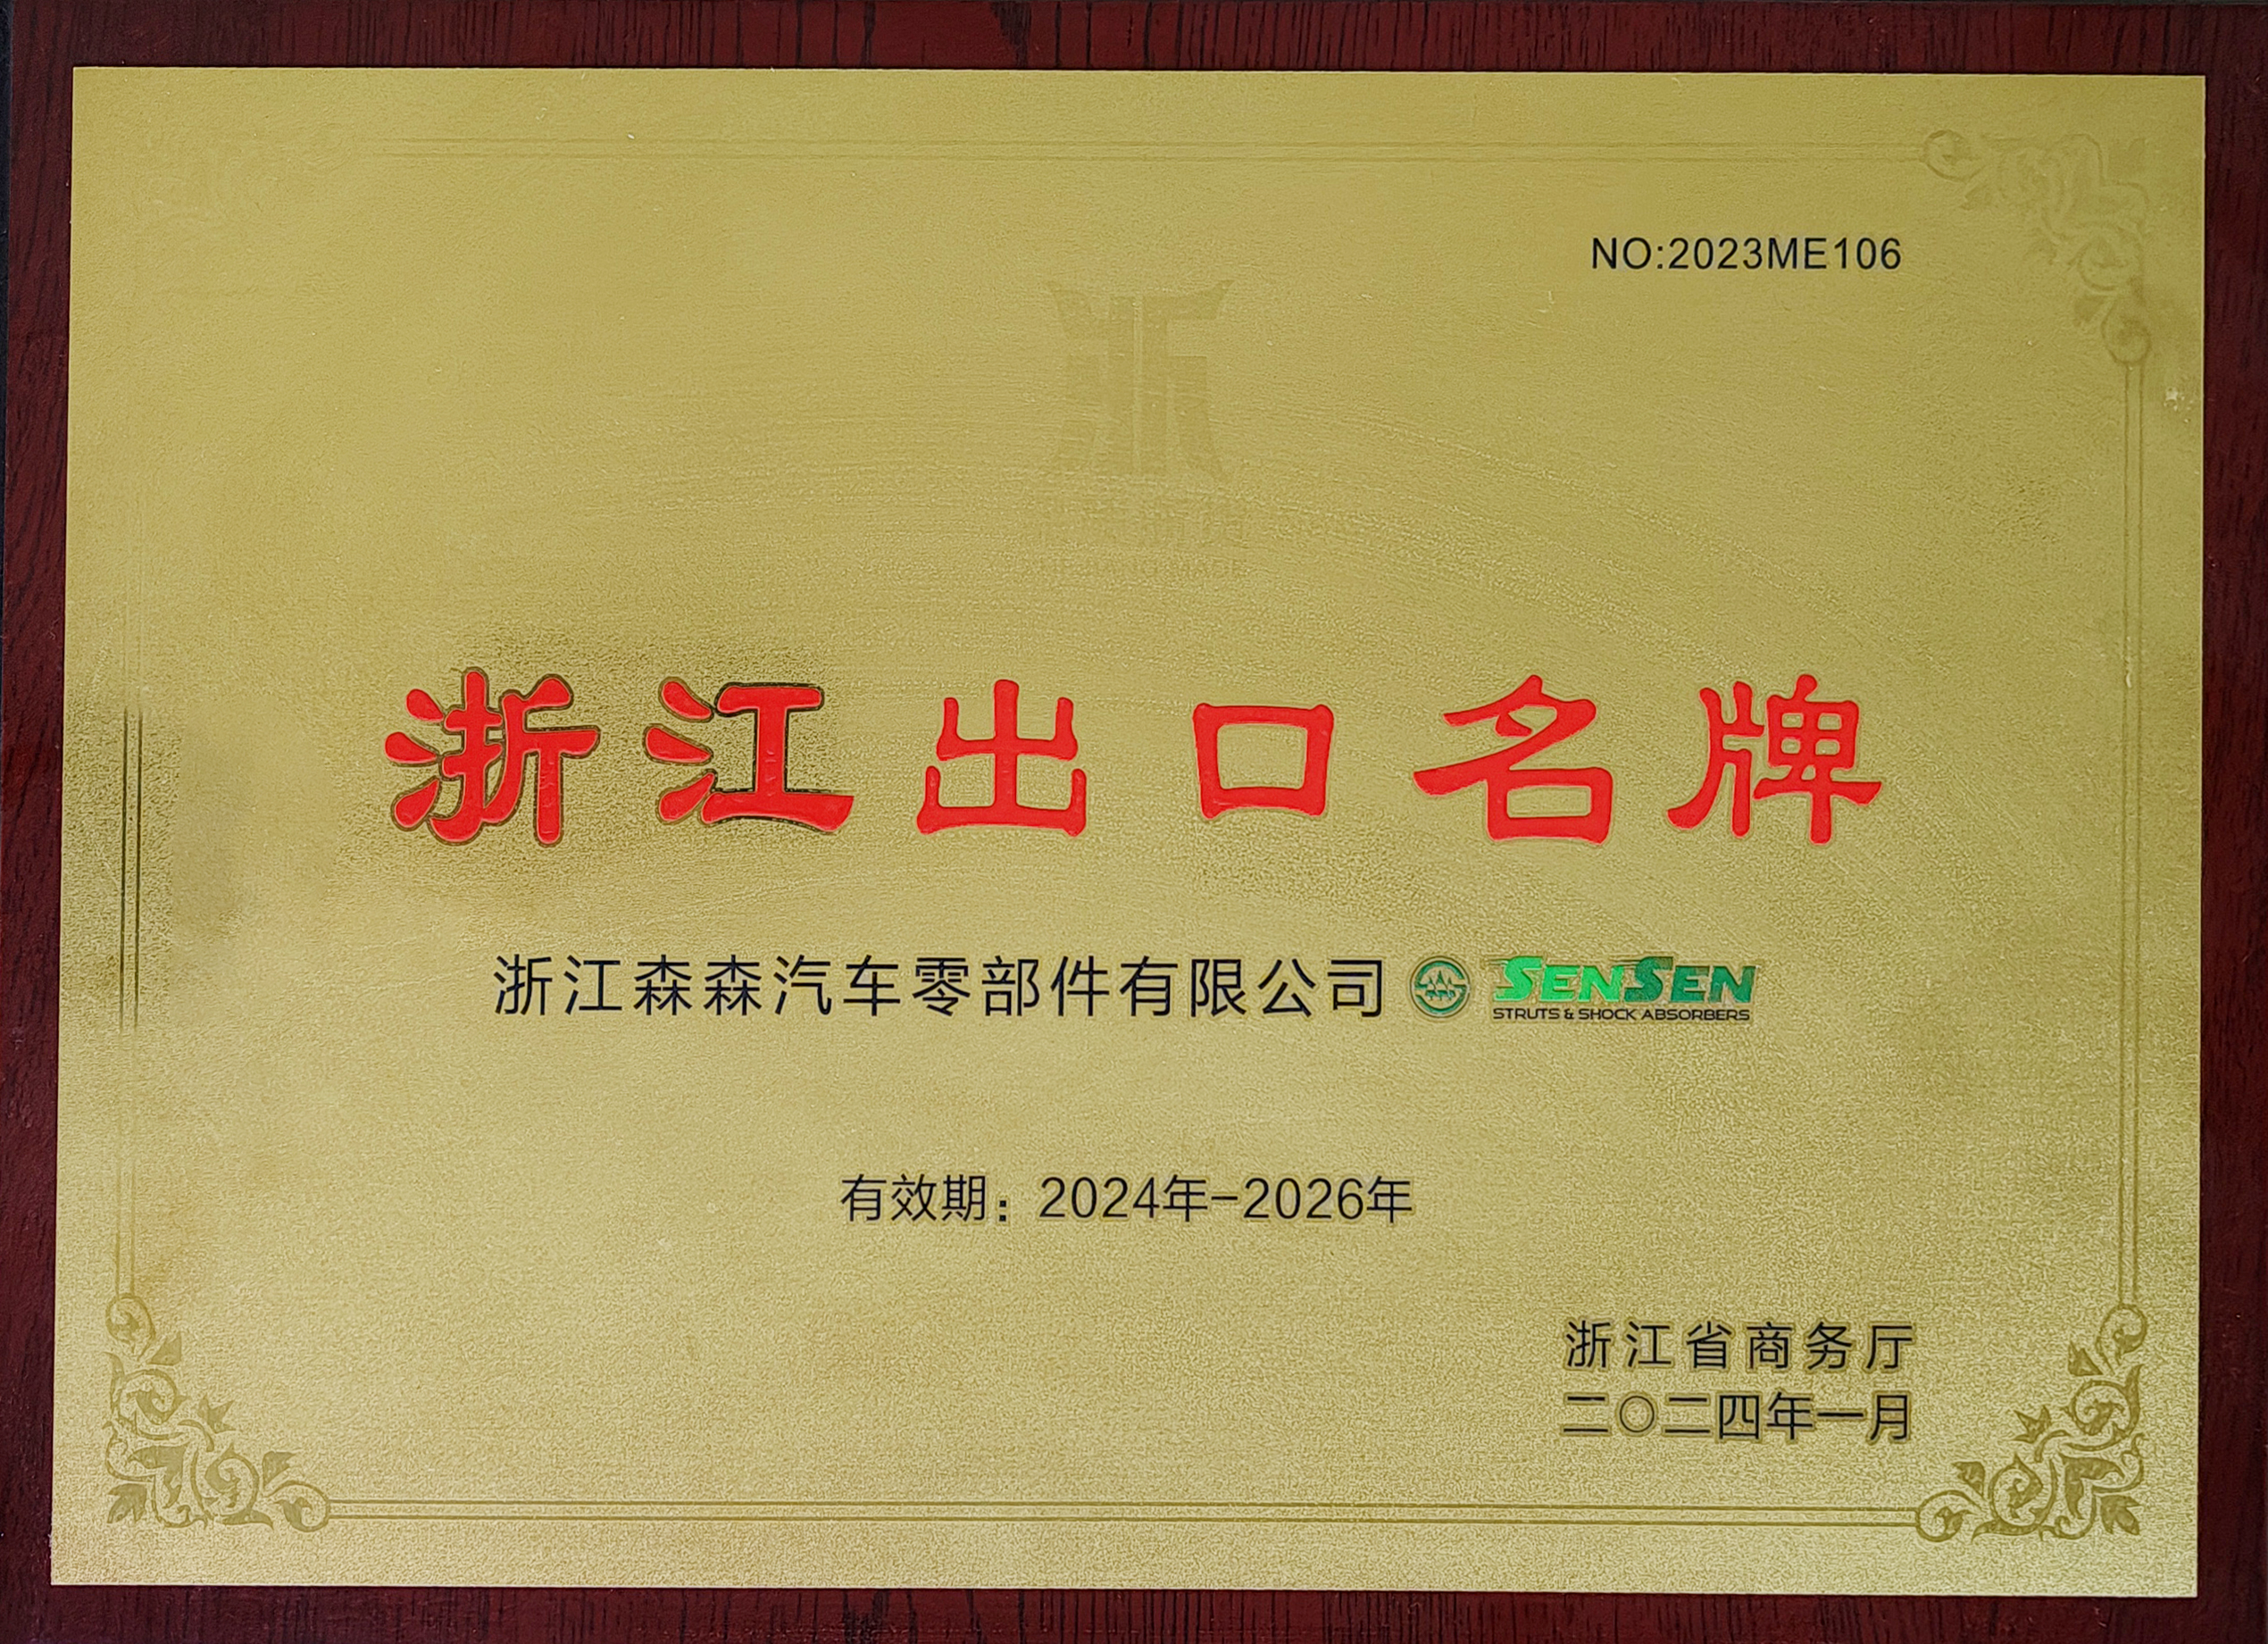 NO:2023ME106
浙
浙江出口名牌
浙江森森汽车零部件有限公司 SENSEN
STRUTS & SHOCK ABSORBERS
有效期：2024年-2026年
浙江省商务厅
二〇二四年一月